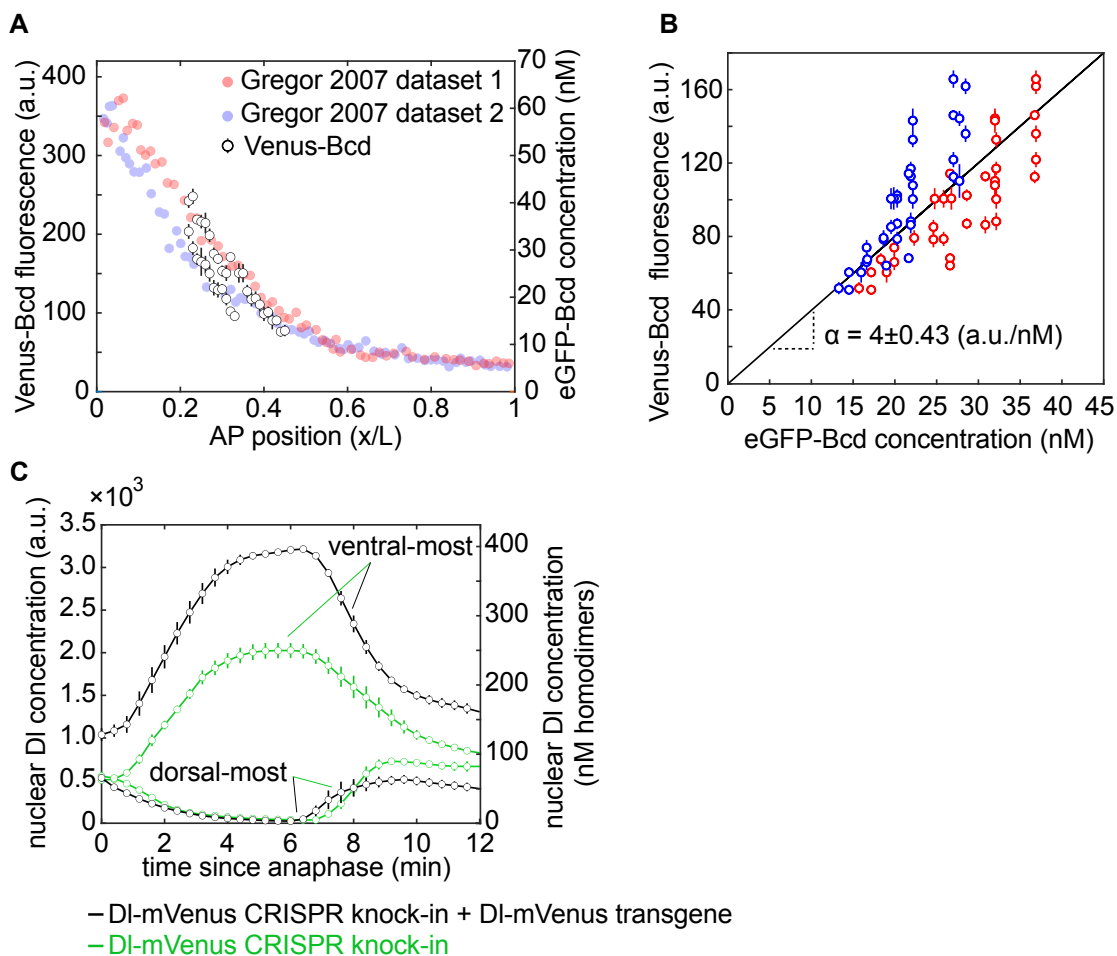 A
Venus-Bcd fluorescence (a.u.)
400
300
200
100
0
Gregor 2007 dataset 1
Gregor 2007 dataset 2
Venus-Bcd
70
60
50
40
30
20
10
0
eGFP-Bcd concentration (nM)
0 0.2 0.4 0.6 0.8 1
AP position (x/L)
B
Venus-Bcd fluorescence (a.u.)
160
120
80
40
0
α = 4±0.43 (a.u./nM)
0 5 10 15 20 25 30 35 40 45
eGFP-Bcd concentration (nM)
C
×10³
nuclear Dl concentration (a.u.)
3.5
3.0
2.5
2.0
1.5
1.0
0.5
0
ventral-most
dorsal-most
400
300
200
100
0
nuclear Dl concentration
(nM homodimers)
0 2 4 6 8 10 12
time since anaphase (min)
Dl-mVenus CRISPR knock-in + Dl-mVenus transgene
Dl-mVenus CRISPR knock-in